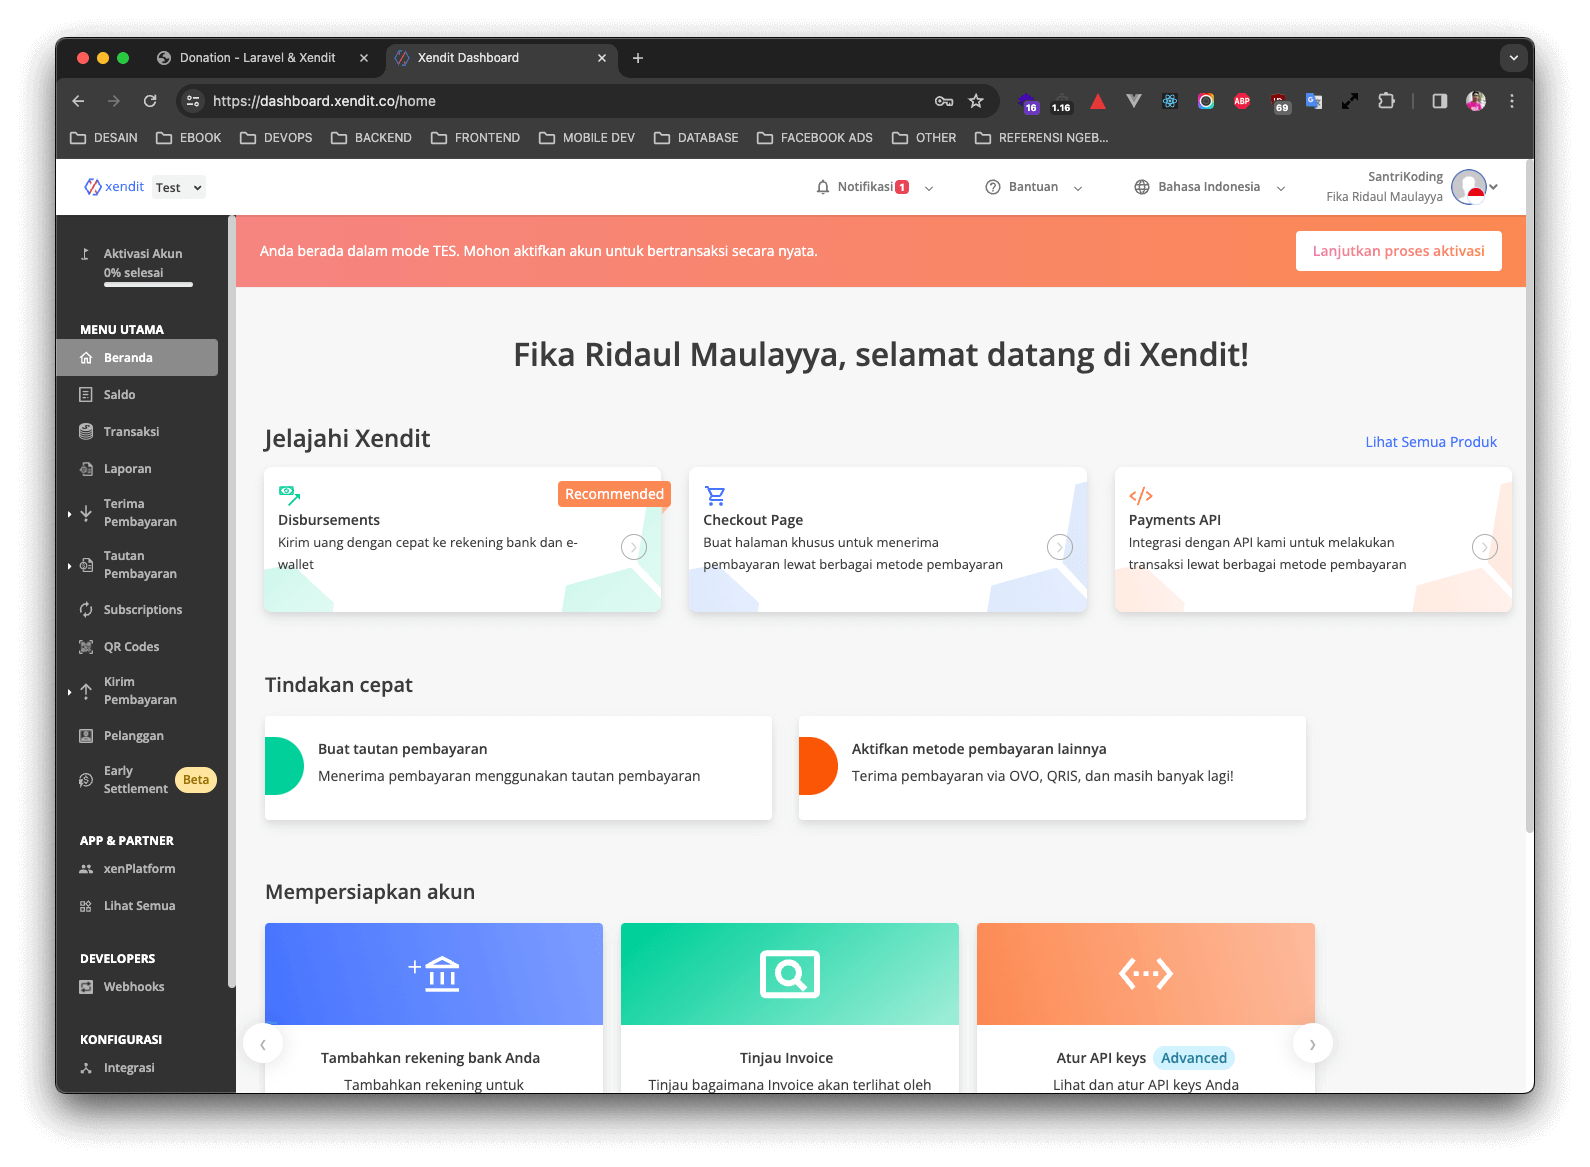 Donation - Laravel & Xendit
Xendit Dashboard
https://dashboard.xendit.co/home
16
1.16
ABP
69
DESAIN
EBOOK
DEVOPS
BACKEND
FRONTEND
MOBILE DEV
DATABASE
FACEBOOK ADS
OTHER
REFERENSI NGEB...
xendit
Test
Notifikasi 1
Bantuan
Bahasa Indonesia
SantriKoding
Fika Ridaul Maulayya
Aktivasi Akun
0% selesai
MENU UTAMA
Beranda
Saldo
Transaksi
Laporan
Terima
Pembayaran
Tautan
Pembayaran
Subscriptions
QR Codes
Kirim
Pembayaran
Pelanggan
Early
Settlement
Beta
APP & PARTNER
xenPlatform
Lihat Semua
DEVELOPERS
Webhooks
KONFIGURASI
Integrasi
Anda berada dalam mode TES. Mohon aktifkan akun untuk bertransaksi secara nyata.
Lanjutkan proses aktivasi
Fika Ridaul Maulayya, selamat datang di Xendit!
Jelajahi Xendit
Lihat Semua Produk
Recommended
Disbursements
Kirim uang dengan cepat ke rekening bank dan e-
wallet
Checkout Page
Buat halaman khusus untuk menerima
pembayaran lewat berbagai metode pembayaran
Payments API
Integrasi dengan API kami untuk melakukan
transaksi lewat berbagai metode pembayaran
Tindakan cepat
Buat tautan pembayaran
Menerima pembayaran menggunakan tautan pembayaran
Aktifkan metode pembayaran lainnya
Terima pembayaran via OVO, QRIS, dan masih banyak lagi!
Mempersiapkan akun
Tambahkan rekening bank Anda
Tambahkan rekening untuk
Tinjau Invoice
Tinjau bagaimana Invoice akan terlihat oleh
Atur API keys Advanced
Lihat dan atur API keys Anda